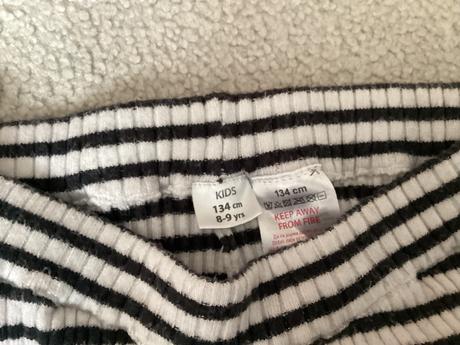 KIDS
134 cm
8-9 yrs
134 cm
KEEP AWAY
FROM FIRE